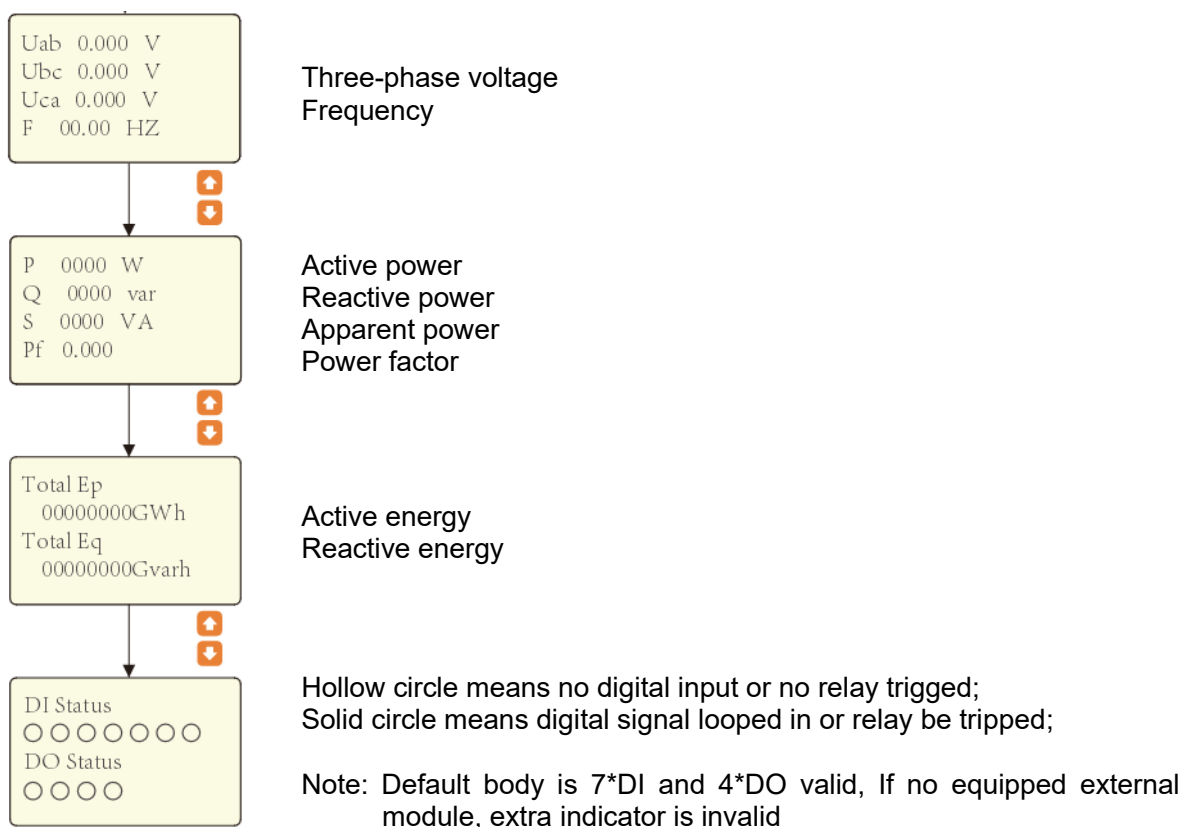 Uab 0.000 V
Ubc 0.000 V
Uca 0.000 V
F 00.00 HZ
Three-phase voltage
Frequency
P 0000 W
Q 0000 var
S 0000 VA
Pf 0.000
Active power
Reactive power
Apparent power
Power factor
Total Ep
00000000GWh
Total Eq
00000000Gvarh
Active energy
Reactive energy
DI Status
DO Status
Hollow circle means no digital input or no relay trigged;
Solid circle means digital signal looped in or relay be tripped;
Note: Default body is 7*DI and 4*DO valid, If no equipped external
module, extra indicator is invalid